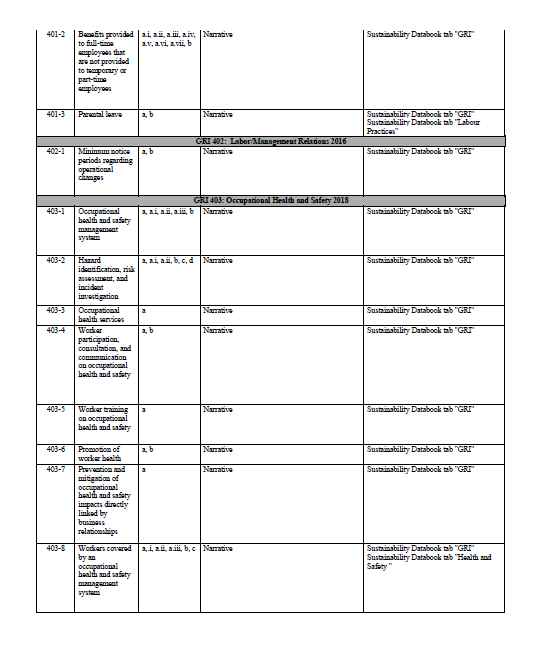 401-2 Benefits provided a.i, a.ii, a.iii, a.iv, Narrative Sustainability Databook tab "GRI"
to full-time a.v, a.vi, a.vii, b
employees that
are not provided
to temporary or
part-time
employees
401-3 Parental leave a, b Narrative Sustainability Databook tab "GRI"
Sustainability Databook tab "Labour
Practices"
GRI 402: Labor/Management Relations 2016
402-1 Minimum notice a, b Narrative Sustainability Databook tab "GRI"
periods regarding
operational
changes
GRI 403: Occupational Health and Safety 2018
403-1 Occupational a, a.i, a.ii, a.iii, b Narrative Sustainability Databook tab "GRI"
health and safety
management
system
403-2 Hazard a, a.i, a.ii, b, c, d Narrative Sustainability Databook tab "GRI"
identification, risk
assessment, and
incident
investigation
403-3 Occupational a Narrative Sustainability Databook tab "GRI"
health services
403-4 Worker a, b Narrative Sustainability Databook tab "GRI"
participation,
consultation, and
communication
on occupational
health and safety
403-5 Worker training a Narrative Sustainability Databook tab "GRI"
on occupational
health and safety
403-6 Promotion of a, b Narrative Sustainability Databook tab "GRI"
worker health
403-7 Prevention and a Narrative Sustainability Databook tab "GRI"
mitigation of
occupational
health and safety
impacts directly
linked by
business
relationships
403-8 Workers covered a,.i, a.ii, a.iii, b, c Narrative Sustainability Databook tab "GRI"
by an Sustainability Databook tab "Health and
occupational Safety "
health and safety
management
system